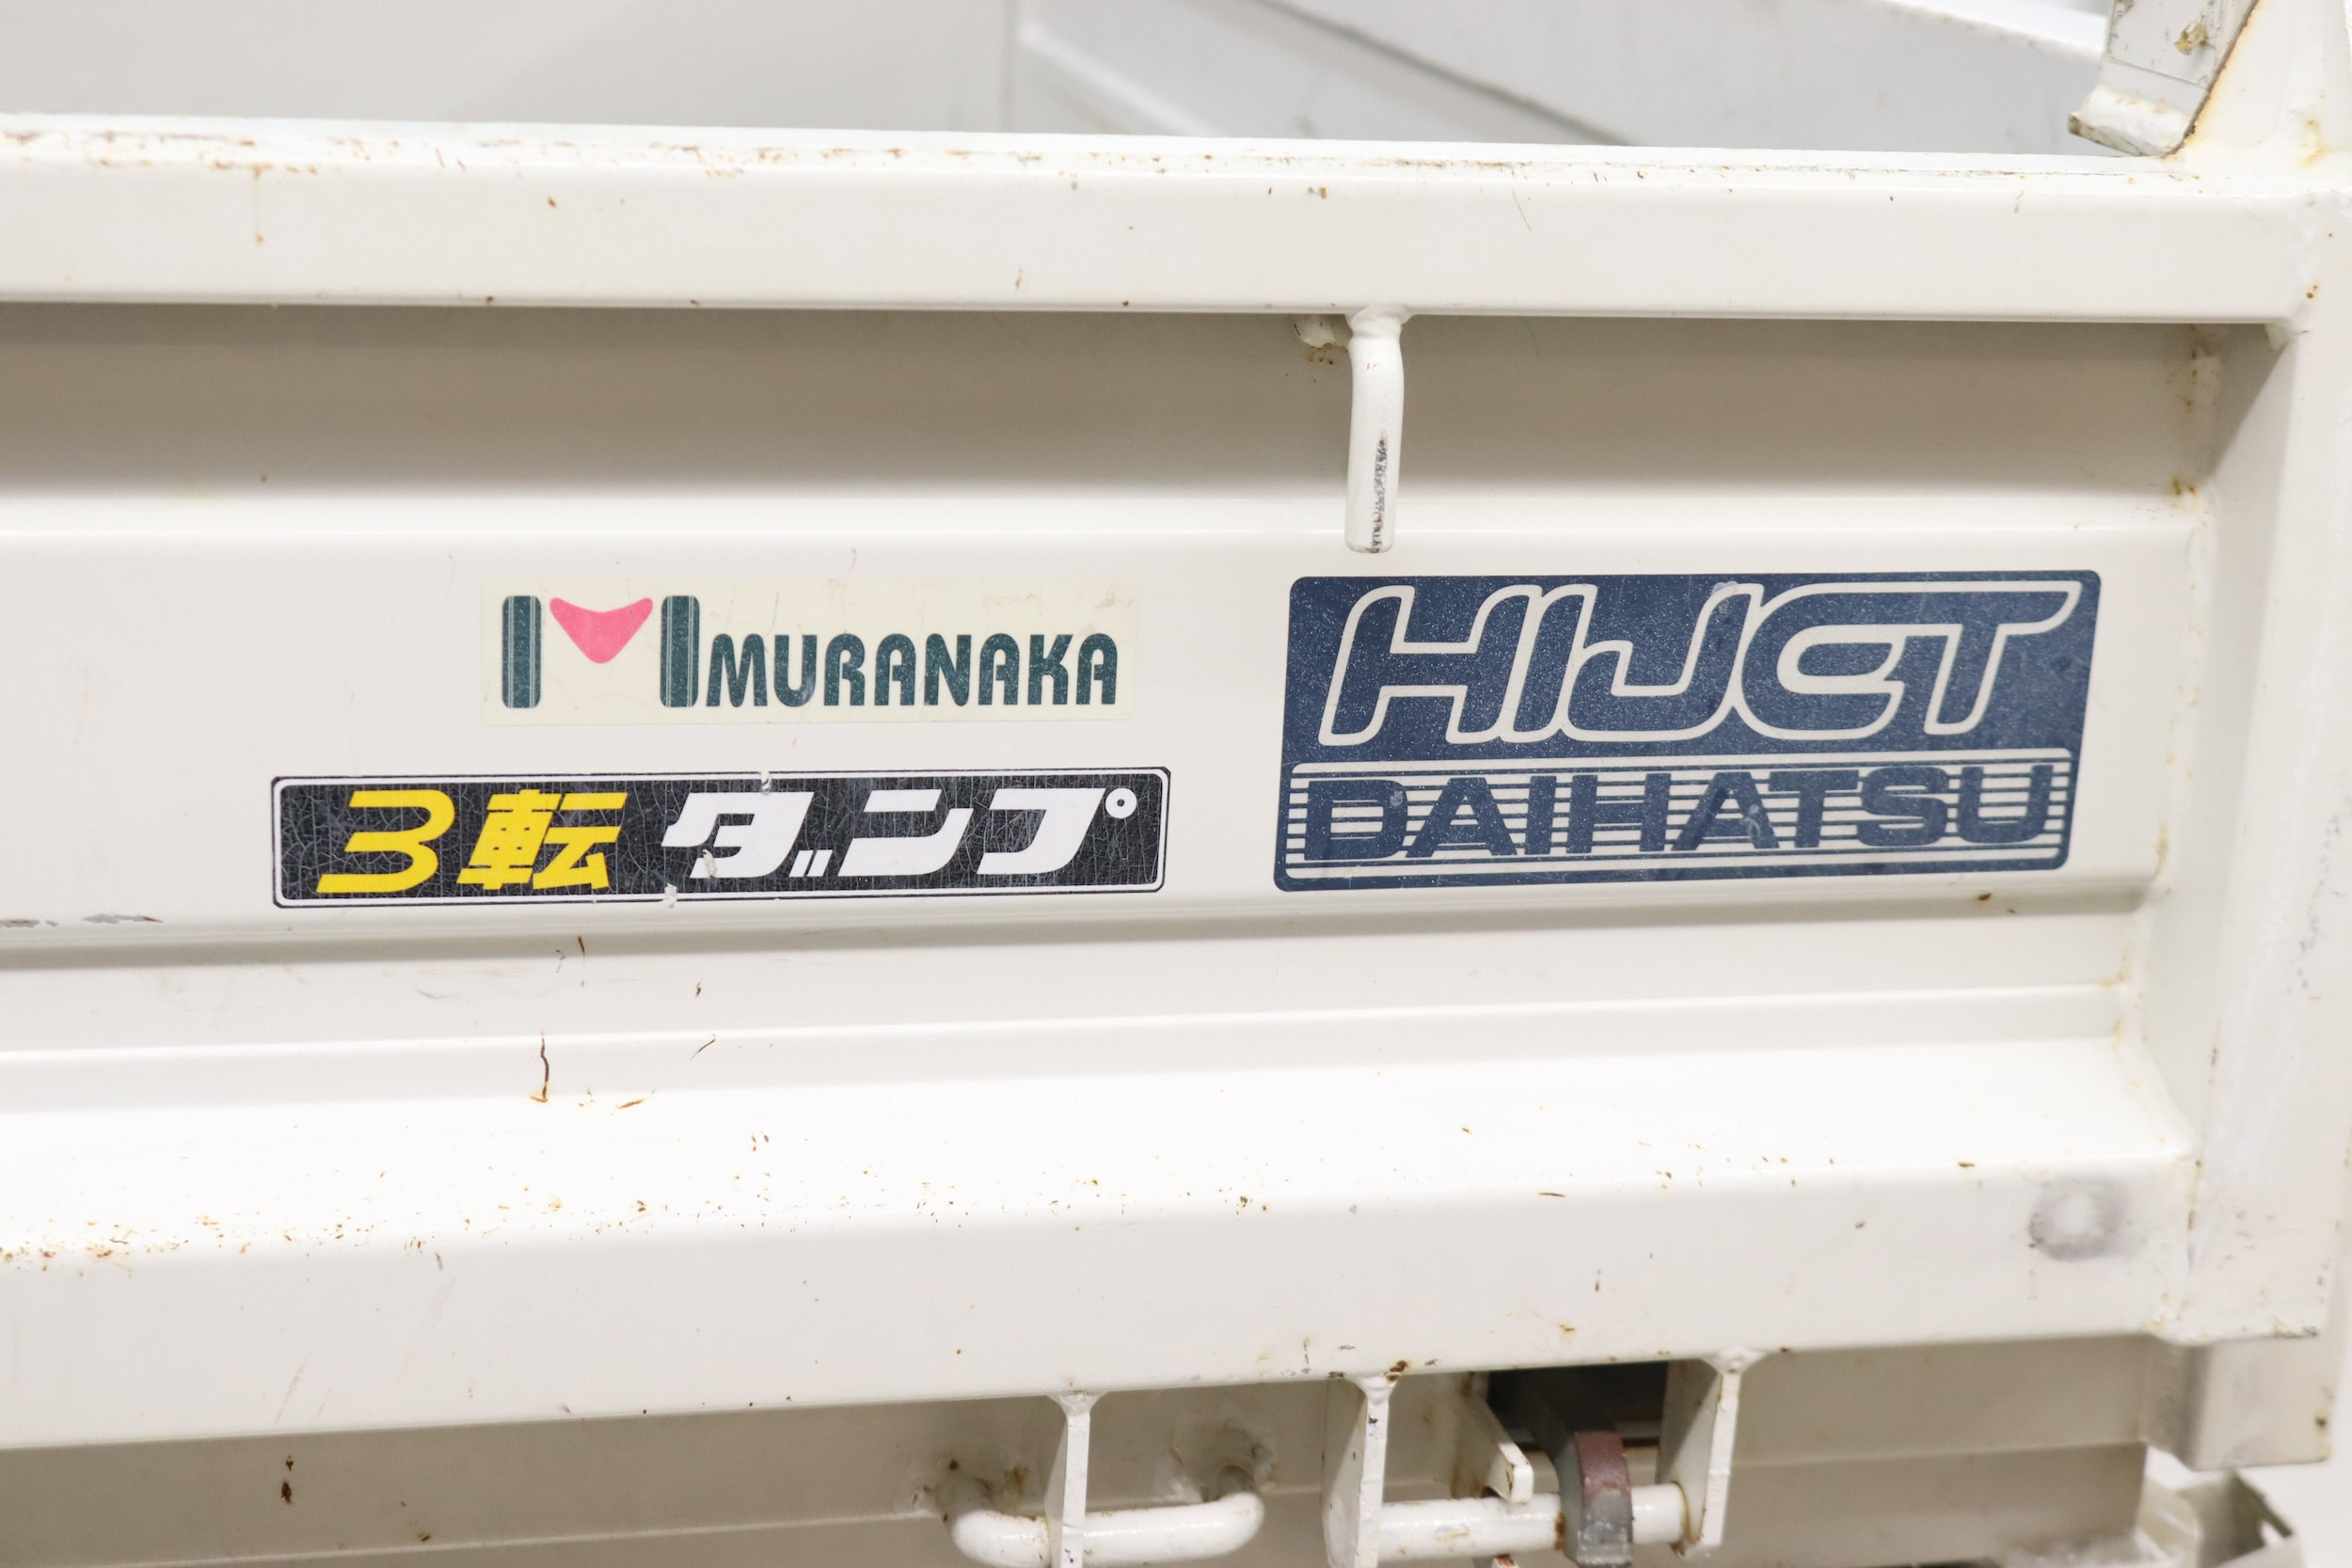 MURANAKA
3転ダンプ
HIJET
DAIHATSU